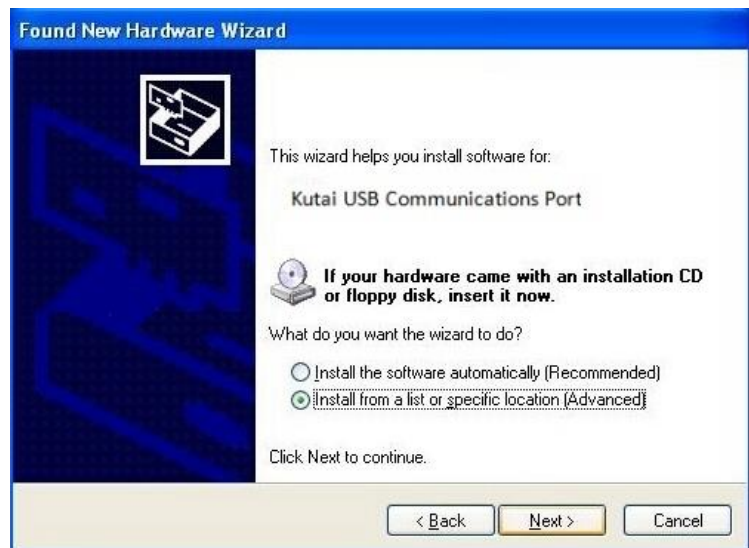 Found New Hardware Wizard
This wizard helps you install software for:
Kutai USB Communications Port
If your hardware came with an installation CD
or floppy disk, insert it now.
What do you want the wizard to do?
Install the software automatically (Recommended)
Install from a list or specific location (Advanced)
Click Next to continue.
< Back Next > Cancel